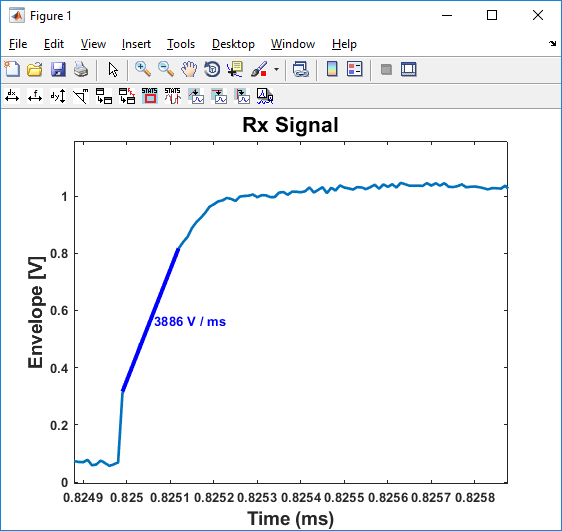 Figure 1
File Edit View Insert Tools Desktop Window Help
STATS STATS
Rx Signal
1
0.8
0.6
0.4
0.2
0
Envelope [V]
3886 V / ms
0.8249 0.825 0.8251 0.8252 0.8253 0.8254 0.8255 0.8256 0.8257 0.8258
Time (ms)